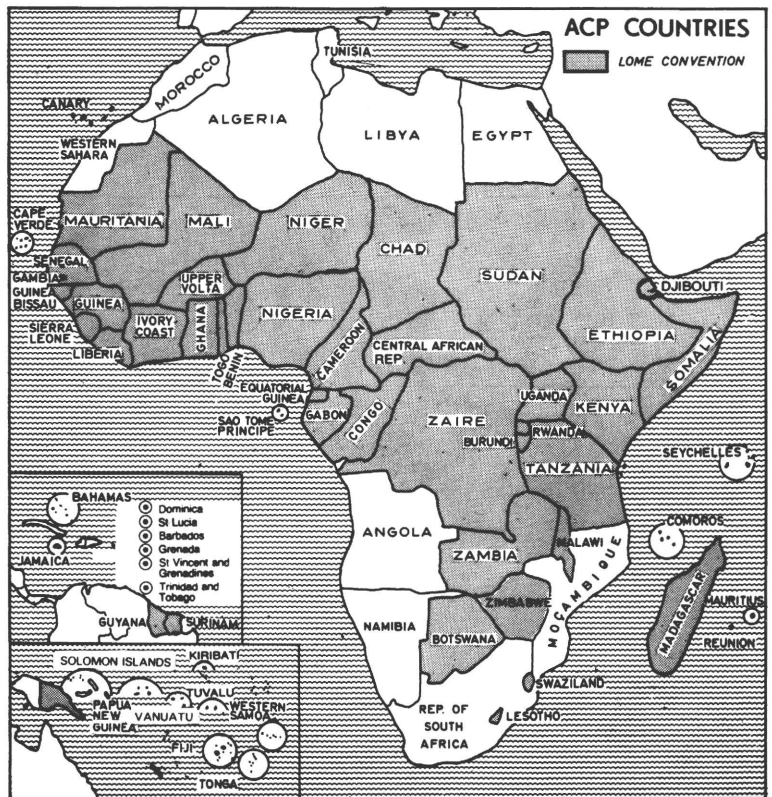 ACP COUNTRIES
LOME CONVENTION
TUNISIA
MOROCCO
CANARY
ALGERIA
LIBYA
EGYPT
WESTERN
SAHARA
CAPE
VERDE
MAURITANIA
MALI
NIGER
CHAD
SUDAN
SENEGAL
GAMBIA
GUINEA
BISSAU
GUINEA
SIERRA
LEONE
LIBERIA
IVORY
COAST
UPPER
VOLTA
GHANA
TOGO
BENIN
NIGERIA
CAMEROON
CENTRAL AFRICAN
REP.
DJIBOUTI
ETHIOPIA
SOMALIA
EQUATORIAL
GUINEA
SAO TOME
PRINCIPE
GABON
CONGO
ZAIRE
UGANDA
KENYA
RWANDA
BURUNDI
TANZANIA
SEYCHELLES
COMOROS
ANGOLA
ZAMBIA
MALAWI
MOÇAMBIQUE
ZIMBABWE
MADAGASCAR
MAURITIUS
REUNION
NAMIBIA
BOTSWANA
SWAZILAND
LESOTHO
REP. OF
SOUTH
AFRICA
BAHAMAS
JAMAICA
Dominica
St Lucia
Barbados
Grenada
St Vincent and
Grenadines
Trinidad and
Tobago
GUYANA
SURINAM
SOLOMON ISLANDS
KIRIBATI
TUVALU
PAPUA
NEW
GUINEA
VANUATU
WESTERN
SAMOA
FIJI
TONGA